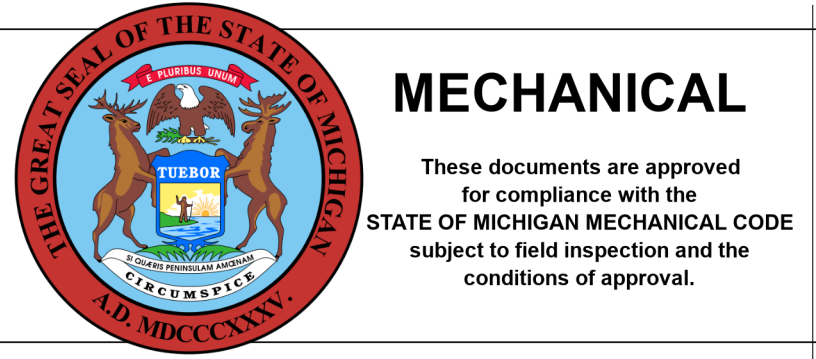 THE GREAT SEAL OF THE STATE OF MICHIGAN
E PLURIBUS UNUM
TUEBOR
SI QUÆRIS PENINSULAM AMŒNAM
CIRCUMSPICE
A.D. MDCCCXXXV.
MECHANICAL
These documents are approved
for compliance with the
STATE OF MICHIGAN MECHANICAL CODE
subject to field inspection and the
conditions of approval.